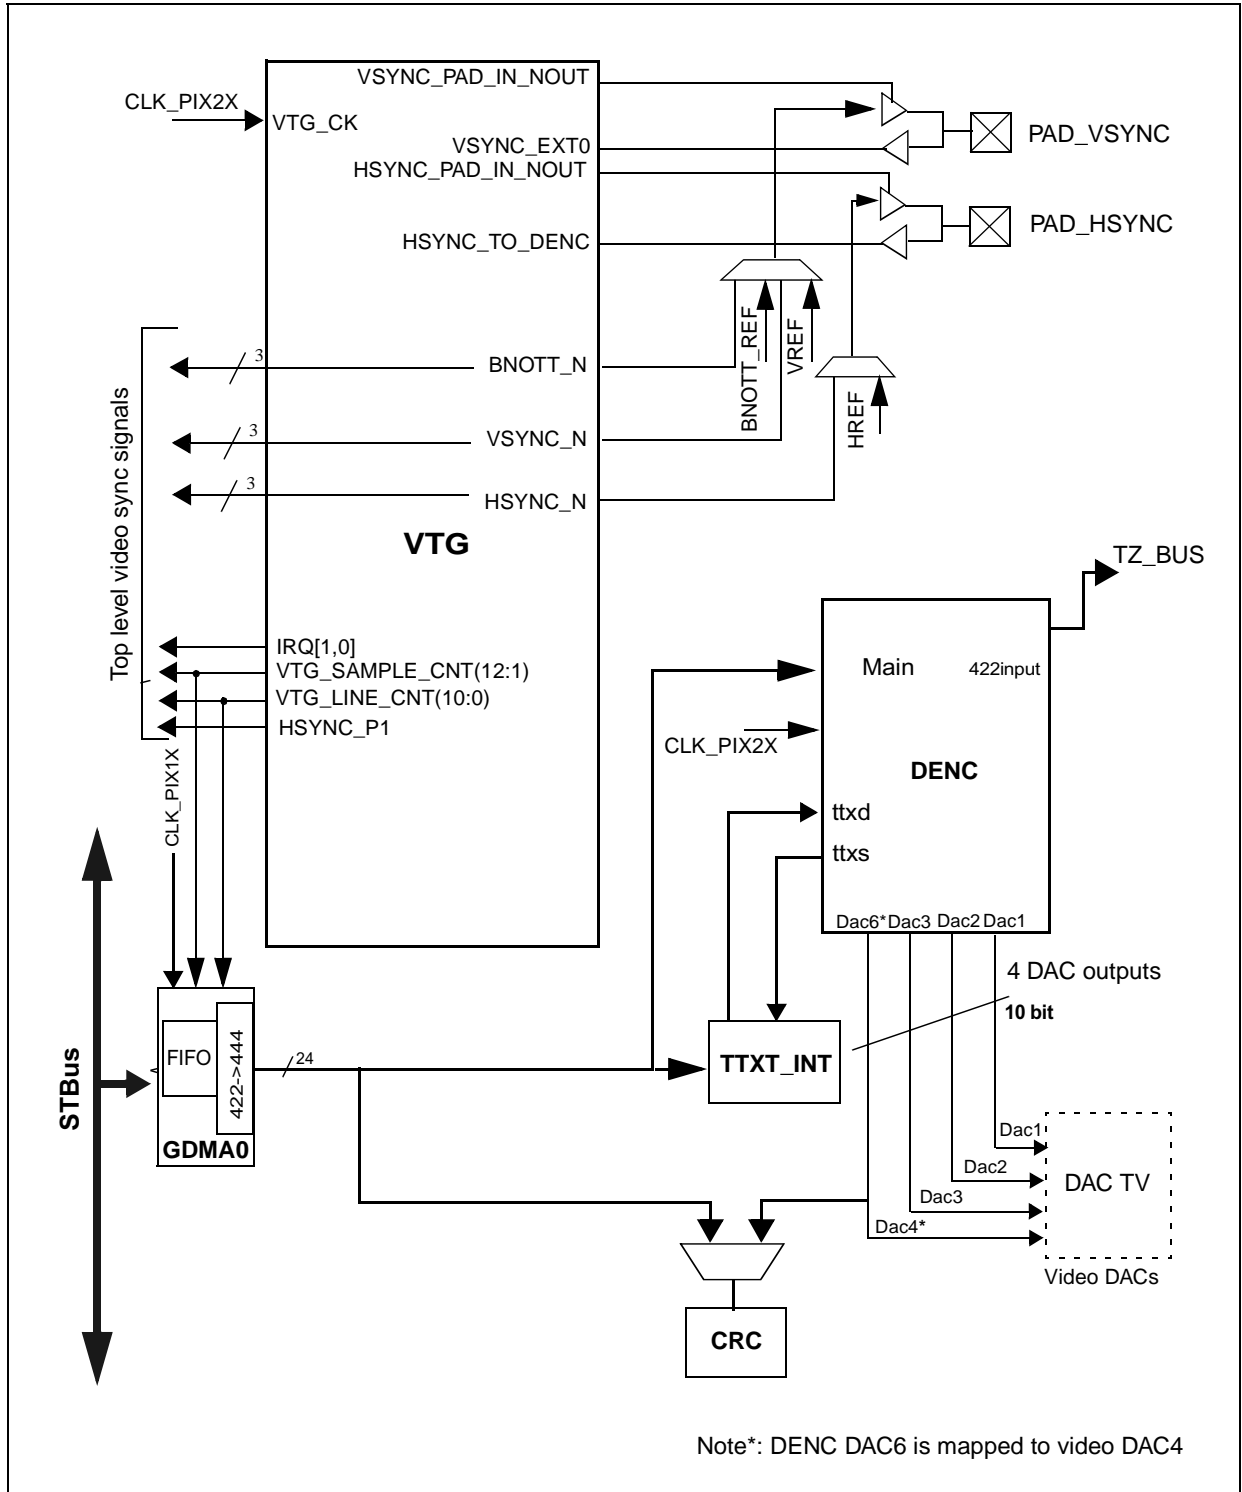 VSYNC_PAD_IN_NOUT
CLK_PIX2X
VTG_CK
VSYNC_EXT0
HSYNC_PAD_IN_NOUT
PAD_VSYNC
HSYNC_TO_DENC
PAD_HSYNC
BNOTT_REF
VREF
HREF
Top level video sync signals
3
BNOTT_N
3
VSYNC_N
3
HSYNC_N
VTG
TZ_BUS
IRQ[1,0]
VTG_SAMPLE_CNT(12:1)
VTG_LINE_CNT(10:0)
HSYNC_P1
Main
422input
CLK_PIX2X
DENC
CLK_PIX1X
ttxd
ttxs
Dac6* Dac3 Dac2 Dac1
4 DAC outputs
10 bit
STBus
FIFO
422->444
GDMA0
24
TTXT_INT
Dac1
Dac2
Dac3
Dac4*
DAC TV
Video DACs
CRC
Note*: DENC DAC6 is mapped to video DAC4